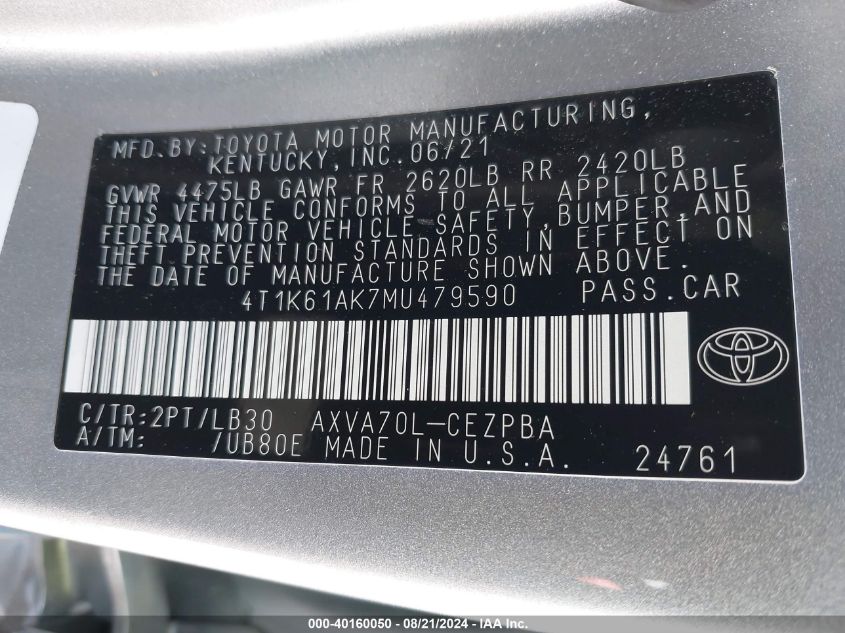 MFD.BY:TOYOTA MOTOR MANUFACTURING,
KENTUCKY,INC.06/21
GVWR 4475LB GAWR FR 2620LB RR 2420LB
THIS VEHICLE CONFORMS TO ALL APPLICABLE
FEDERAL MOTOR VEHICLE SAFETY,BUMPER,AND
THEFT PREVENTION STANDARDS IN EFFECT ON
THE DATE OF MANUFACTURE SHOWN ABOVE.
4T1K61AK7MU479590 PASS.CAR
C/TR:2PT/LB30 AXVA70L-CEZPBA
A/TM: /UB80E MADE IN U.S.A. 24761
000-40160050 - 08/21/2024 - IAA Inc.